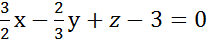 3/2 x − 2/3 y + z − 3 = 0